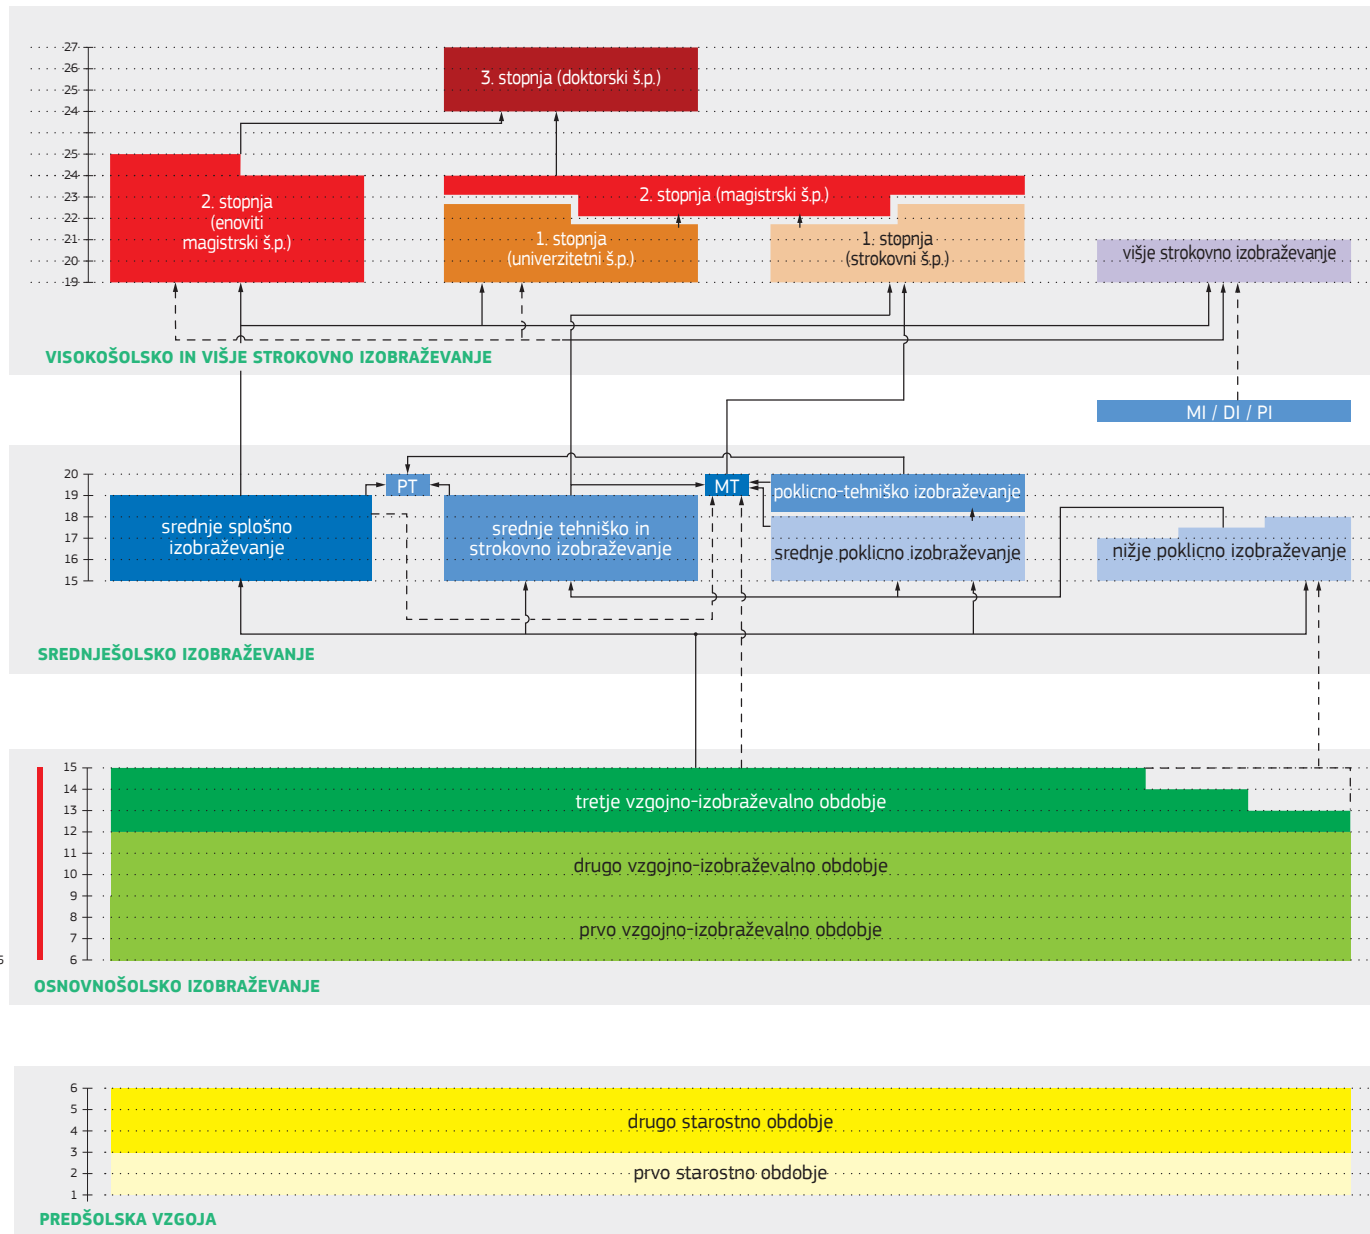 27
26
25
24
25
24
23
22
21
20
19
3. stopnja (doktorski š.p.)
2. stopnja
(enoviti
magistrski š.p.)
2. stopnja (magistrski š.p.)
1. stopnja
(univerzitetni š.p.)
1. stopnja
(strokovni š.p.)
višje strokovno izobraževanje
VISOKOŠOLSKO IN VIŠJE STROKOVNO IZOBRAŽEVANJE
MI / DI / PI
20
19
18
17
16
15
PT
MT
srednje splošno
izobraževanje
srednje tehniško in
strokovno izobraževanje
poklicno-tehniško izobraževanje
srednje poklicno izobraževanje
nižje poklicno izobraževanje
SREDNJEŠOLSKO IZOBRAŽEVANJE
15
14
13
12
11
10
9
8
7
6
tretje vzgojno-izobraževalno obdobje
drugo vzgojno-izobraževalno obdobje
prvo vzgojno-izobraževalno obdobje
OSNOVNOŠOLSKO IZOBRAŽEVANJE
6
5
4
3
2
1
drugo starostno obdobje
prvo starostno obdobje
PREDŠOLSKA VZGOJA